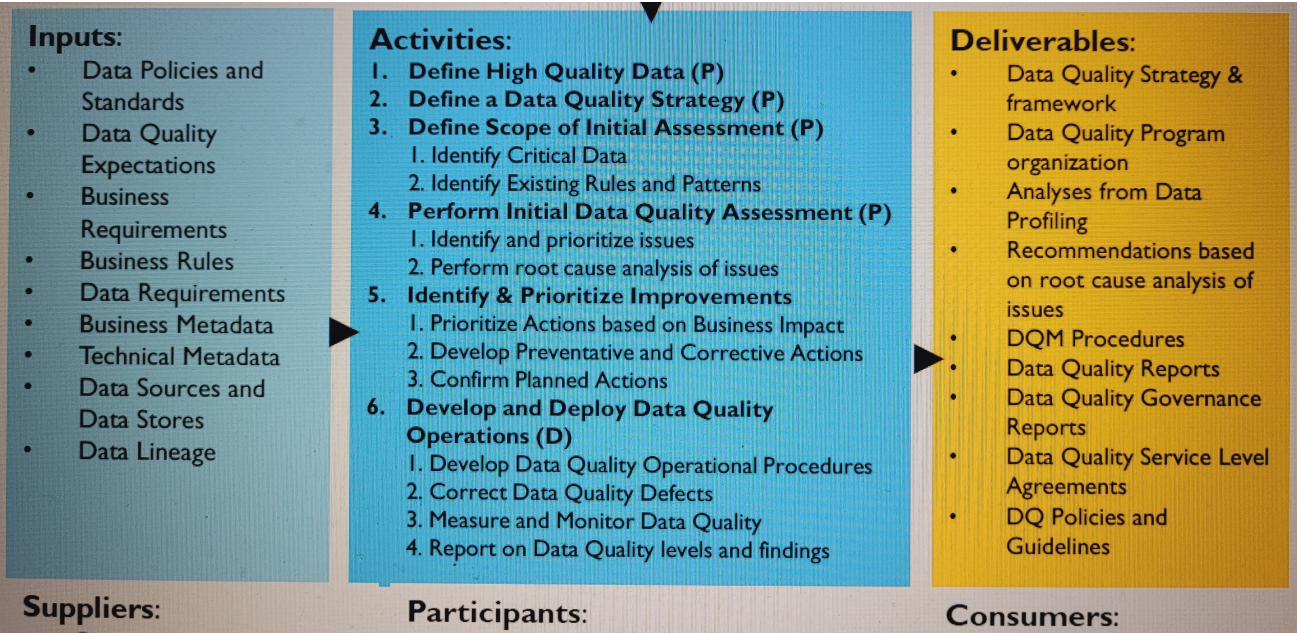 Inputs:
• Data Policies and
Standards
• Data Quality
Expectations
• Business
Requirements
• Business Rules
• Data Requirements
• Business Metadata
• Technical Metadata
• Data Sources and
Data Stores
• Data Lineage
Activities:
1. Define High Quality Data (P)
2. Define a Data Quality Strategy (P)
3. Define Scope of Initial Assessment (P)
1. Identify Critical Data
2. Identify Existing Rules and Patterns
4. Perform Initial Data Quality Assessment (P)
1. Identify and prioritize issues
2. Perform root cause analysis of issues
5. Identify & Prioritize Improvements
1. Prioritize Actions based on Business Impact
2. Develop Preventative and Corrective Actions
3. Confirm Planned Actions
6. Develop and Deploy Data Quality
Operations (D)
1. Develop Data Quality Operational Procedures
2. Correct Data Quality Defects
3. Measure and Monitor Data Quality
4. Report on Data Quality levels and findings
Deliverables:
• Data Quality Strategy &
framework
• Data Quality Program
organization
• Analyses from Data
Profiling
• Recommendations based
on root cause analysis of
issues
• DQM Procedures
• Data Quality Reports
• Data Quality Governance
Reports
• Data Quality Service Level
Agreements
• DQ Policies and
Guidelines
Suppliers:
Participants:
Consumers: